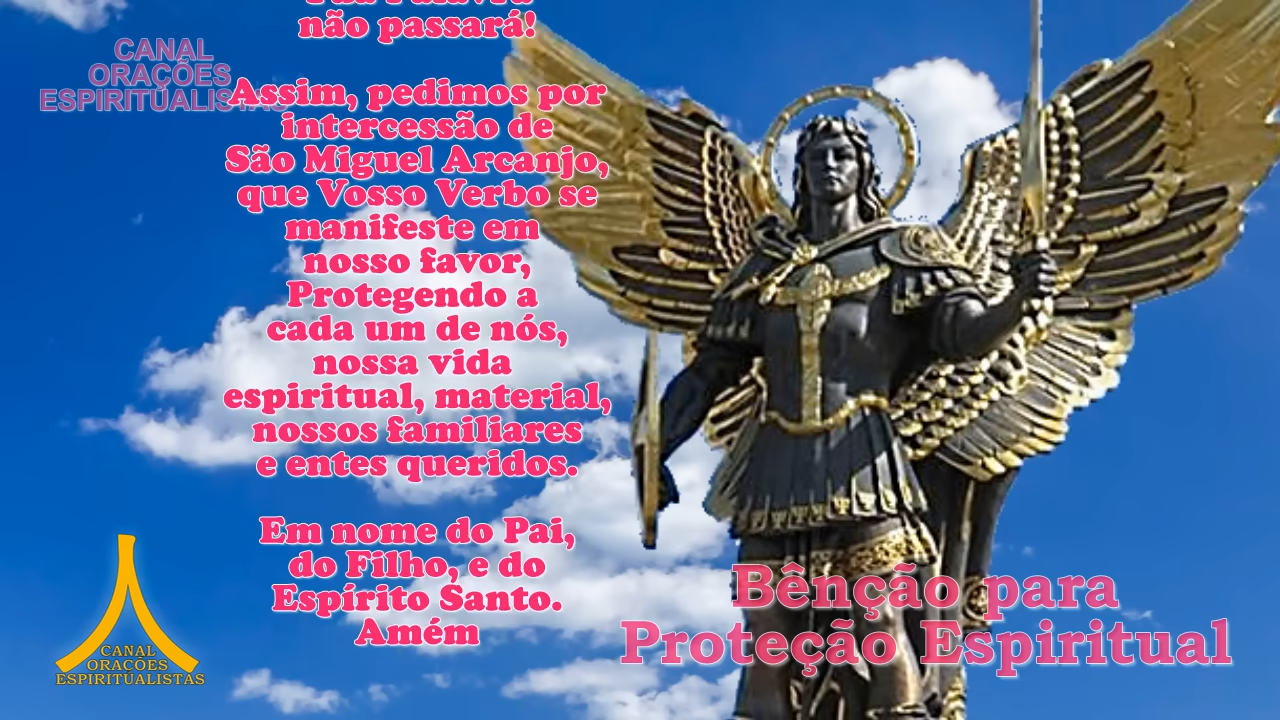 não passará!
CANAL
ORAÇÕES
ESPIRITUALISTAS
Assim, pedimos por
intercessão de
São Miguel Arcanjo,
que Vosso Verbo se
manifeste em
nosso favor,
Protegendo a
cada um de nós,
nossa vida
espiritual, material,
nossos familiares
e entes queridos.
Em nome do Pai,
do Filho, e do
Espírito Santo.
Amém
CANAL
ORACÕES
ESPIRITUALISTAS
Bênção para
Proteção Espiritual